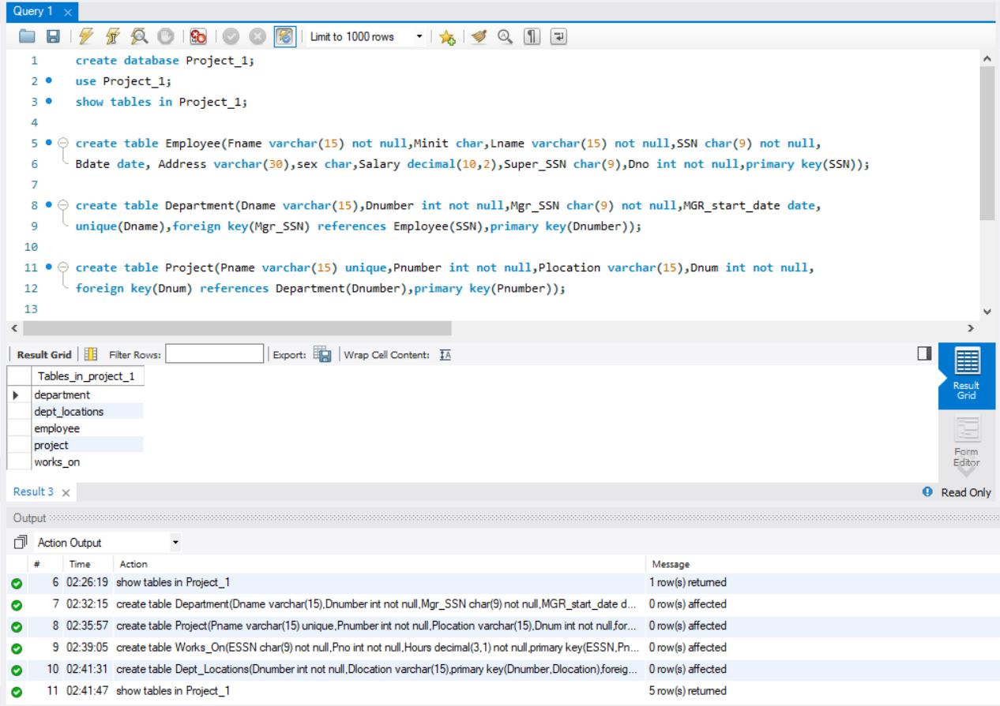 Query 1
Limit to 1000 rows
1 create database Project_1;
2 use Project_1;
3 show tables in Project_1;
4
5 create table Employee(Fname varchar(15) not null,Minit char,Lname varchar(15) not null,SSN char(9) not null,
6 Bdate date, Address varchar(30),sex char,Salary decimal(10,2),Super_SSN char(9),Dno int not null,primary key(SSN));
7
8 create table Department(Dname varchar(15),Dnumber int not null,Mgr_SSN char(9) not null,MGR_start_date date,
9 unique(Dname),foreign key(Mgr_SSN) references Employee(SSN),primary key(Dnumber));
10
11 create table Project(Pname varchar(15) unique,Pnumber int not null,Plocation varchar(15),Dnum int not null,
12 foreign key(Dnum) references Department(Dnumber),primary key(Pnumber));
13
Result Grid Filter Rows: Export: Wrap Cell Content:
Tables_in_project_1
department
dept_locations
employee
project
works_on
Result
Grid
Form
Editor
Result 3 Read Only
Output
Action Output
# Time Action Message
6 02:26:19 show tables in Project_1 1 row(s) returned
7 02:32:15 create table Department(Dname varchar(15),Dnumber int not null,Mgr_SSN char(9) not null,MGR_start_date d... 0 row(s) affected
8 02:35:57 create table Project(Pname varchar(15) unique,Pnumber int not null,Plocation varchar(15),Dnum int not null,for... 0 row(s) affected
9 02:39:05 create table Works_On(ESSN char(9) not null,Pno int not null,Hours decimal(3,1) not null,primary key(ESSN,Pn... 0 row(s) affected
10 02:41:31 create table Dept_Locations(Dnumber int not null,Dlocation varchar(15),primary key(Dnumber,Dlocation),foreig... 0 row(s) affected
11 02:41:47 show tables in Project_1 5 row(s) returned